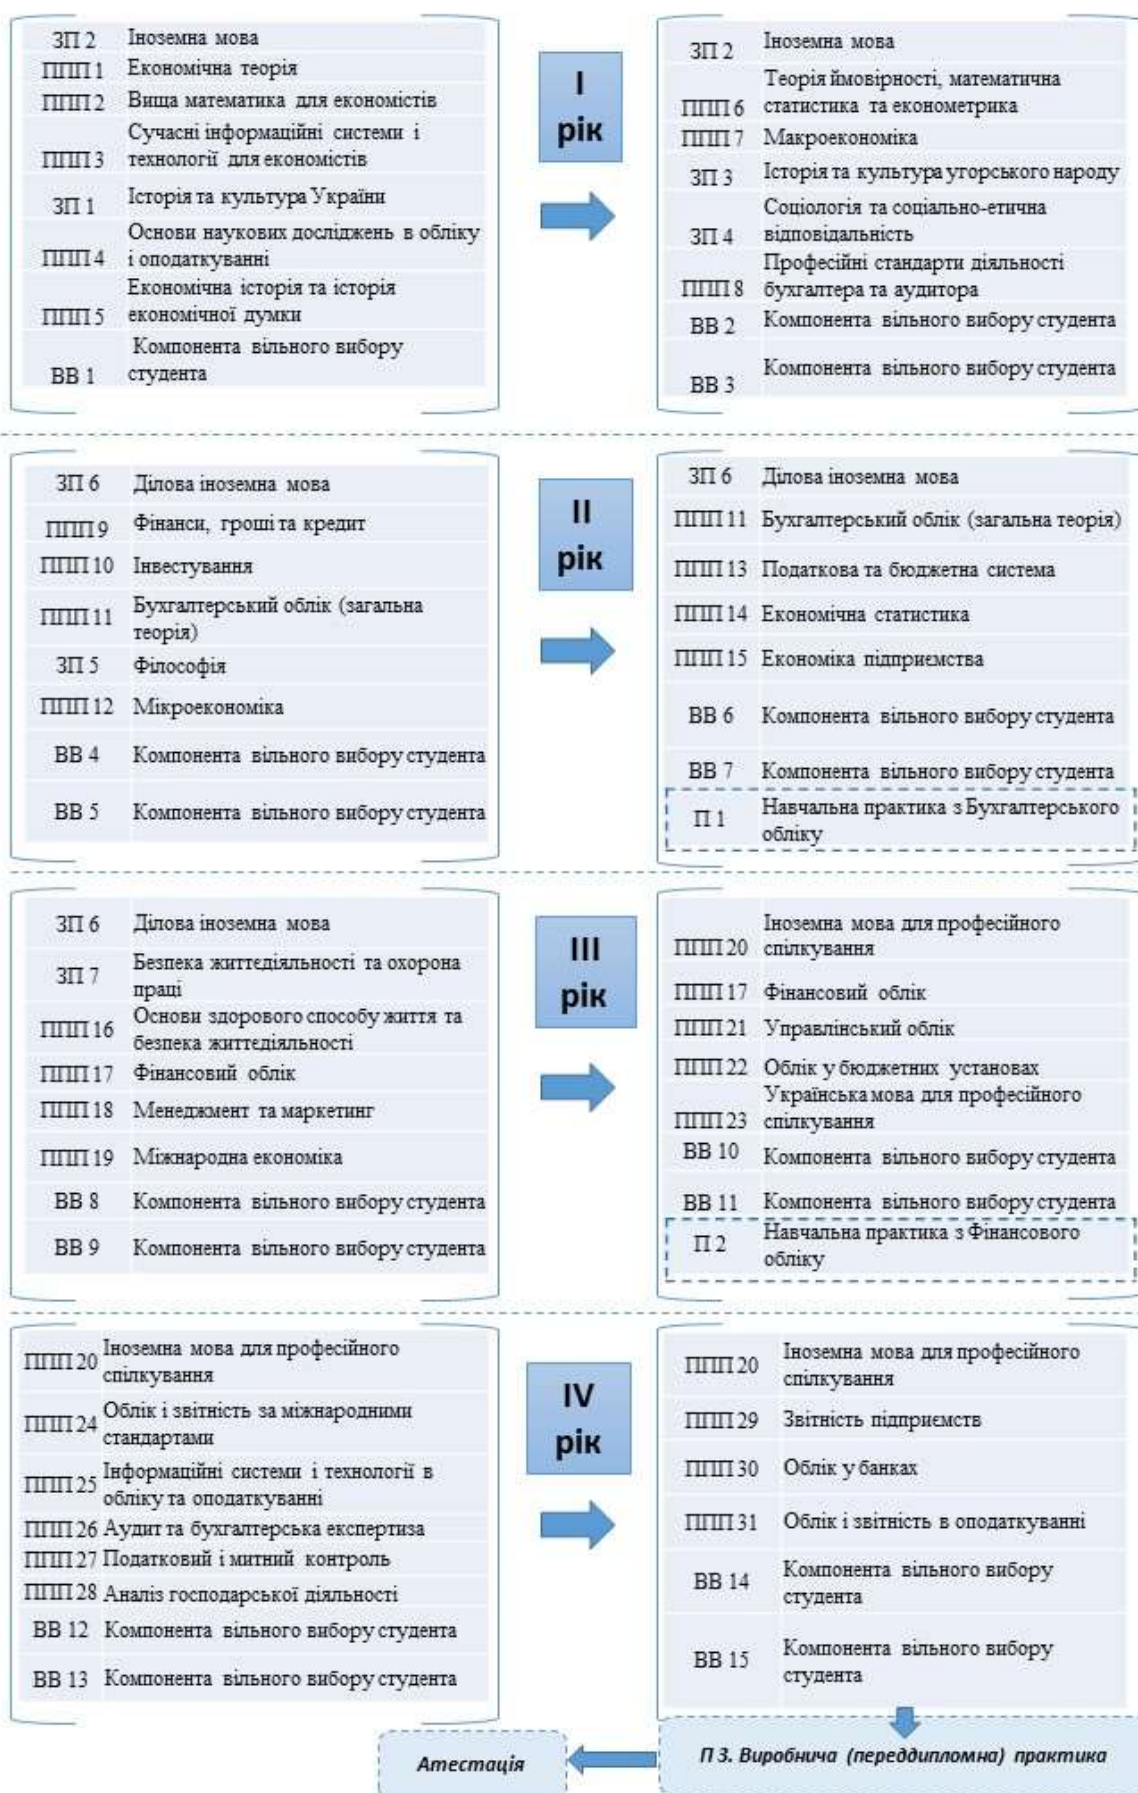 ЗП 2 Іноземна мова
ППП 1 Економічна теорія
ППП 2 Вища математика для економістів
Сучасні інформаційні системи і
ППП 3 технології для економістів
ЗП 1 Історія та культура України
Основи наукових досліджень в обліку
ППП 4 і оподаткуванні
Економічна історія та історія
ППП 5 економічної думки
Компонента вільного вибору
ВВ 1 студента
I
рік
ЗП 2 Іноземна мова
Теорія ймовірності, математична
ППП 6 статистика та економетрика
ППП 7 Макроекономіка
ЗП 3 Історія та культура угорського народу
Соціологія та соціально-етична
ЗП 4 відповідальність
Професійні стандарти діяльності
ППП 8 бухгалтера та аудитора
ВВ 2 Компонента вільного вибору студента
ВВ 3 Компонента вільного вибору студента
ЗП 6 Ділова іноземна мова
ППП 9 Фінанси, гроші та кредит
ППП 10 Інвестування
ППП 11 Бухгалтерський облік (загальна
теорія)
ЗП 5 Філософія
ППП 12 Мікроекономіка
ВВ 4 Компонента вільного вибору студента
ВВ 5 Компонента вільного вибору студента
II
рік
ЗП 6 Ділова іноземна мова
ППП 11 Бухгалтерський облік (загальна теорія)
ППП 13 Податкова та бюджетна система
ППП 14 Економічна статистика
ППП 15 Економіка підприємства
ВВ 6 Компонента вільного вибору студента
ВВ 7 Компонента вільного вибору студента
П 1 Навчальна практика з Бухгалтерського
обліку
ЗП 6 Ділова іноземна мова
ЗП 7 Безпека життєдіяльності та охорона
праці
ППП 16 Основи здорового способу життя та
безпека життєдіяльності
ППП 17 Фінансовий облік
ППП 18 Менеджмент та маркетинг
ППП 19 Міжнародна економіка
ВВ 8 Компонента вільного вибору студента
ВВ 9 Компонента вільного вибору студента
III
рік
Іноземна мова для професійного
ППП 20 спілкування
ППП 17 Фінансовий облік
ППП 21 Управлінський облік
ППП 22 Облік у бюджетних установах
Українська мова для професійного
ППП 23 спілкування
ВВ 10 Компонента вільного вибору студента
ВВ 11 Компонента вільного вибору студента
П 2 Навчальна практика з Фінансового
обліку
ППП 20 Іноземна мова для професійного
спілкування
ППП 24 Облік і звітність за міжнародними
стандартами
ППП 25 Інформаційні системи і технології в
обліку та оподаткуванні
ППП 26 Аудит та бухгалтерська експертиза
ППП 27 Податковий і митний контроль
ППП 28 Аналіз господарської діяльності
ВВ 12 Компонента вільного вибору студента
ВВ 13 Компонента вільного вибору студента
IV
рік
ППП 20 Іноземна мова для професійного
спілкування
ППП 29 Звітність підприємств
ППП 30 Облік у банках
ППП 31 Облік і звітність в оподаткуванні
ВВ 14 Компонента вільного вибору
студента
ВВ 15 Компонента вільного вибору
студента
П 3. Виробнича (переддипломна) практика
Атестація